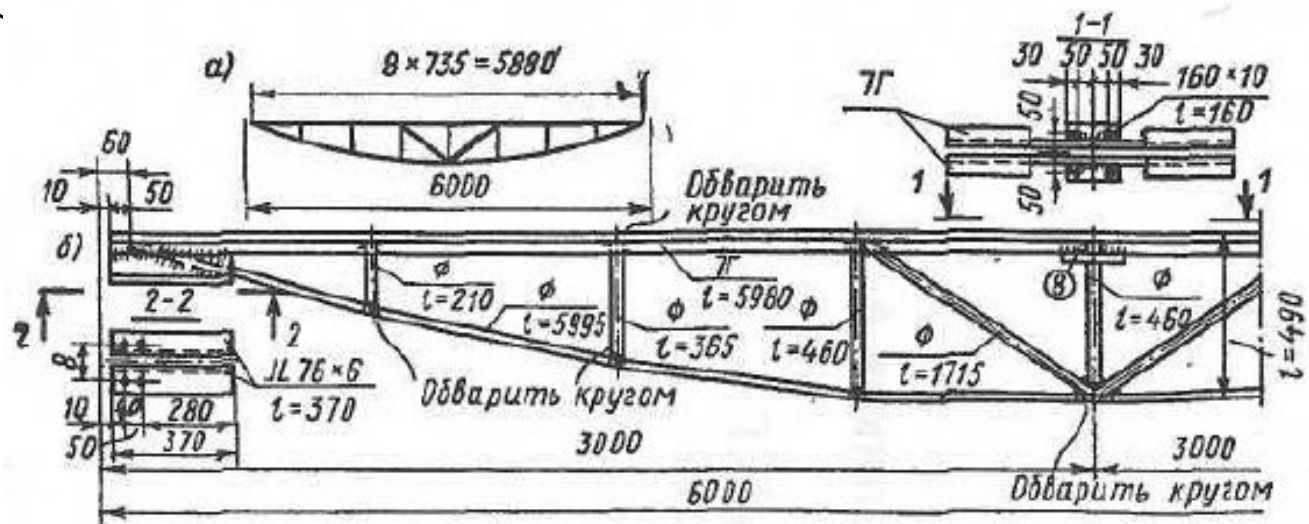 а)
8×735=5880
6000
1-1
30 50 50 30
7Г
160×10
l=160
50
50
1
1
60
10
50
б)
Обварить
кругом
7Г
l=5980
ϕ
l=210
ϕ
l=5995
ϕ
l=365
ϕ
l=460
ϕ
l=1715
8
ϕ
l=460
l=490
2-2
2
2
JL 76×6
l=370
Обварить кругом
в
10
40
280
50
370
3000
3000
6000
Обварить кругом